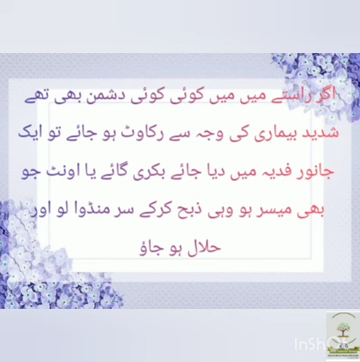 اگر راستے میں میں کوئی کوئی دشمن بھی تھے
شدید بیماری کی وجہ سے رکاوٹ ہو جائے تو ایک
جانور فدیہ میں دیا جائے بکری گائے یا اونٹ جو
بھی میسر ہو وہی ذبح کرکے سر منڈوا لو اور
حلال ہو جاؤ